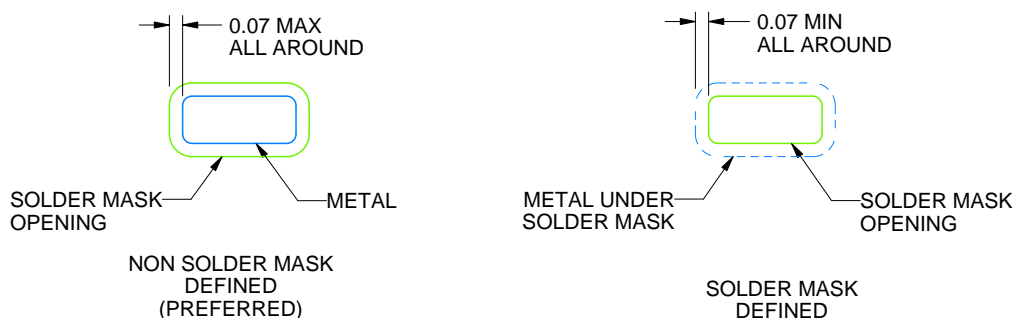 0.07 MAX
ALL AROUND
SOLDER MASK
OPENING
METAL
NON SOLDER MASK
DEFINED
(PREFERRED)
0.07 MIN
ALL AROUND
METAL UNDER
SOLDER MASK
SOLDER MASK
OPENING
SOLDER MASK
DEFINED